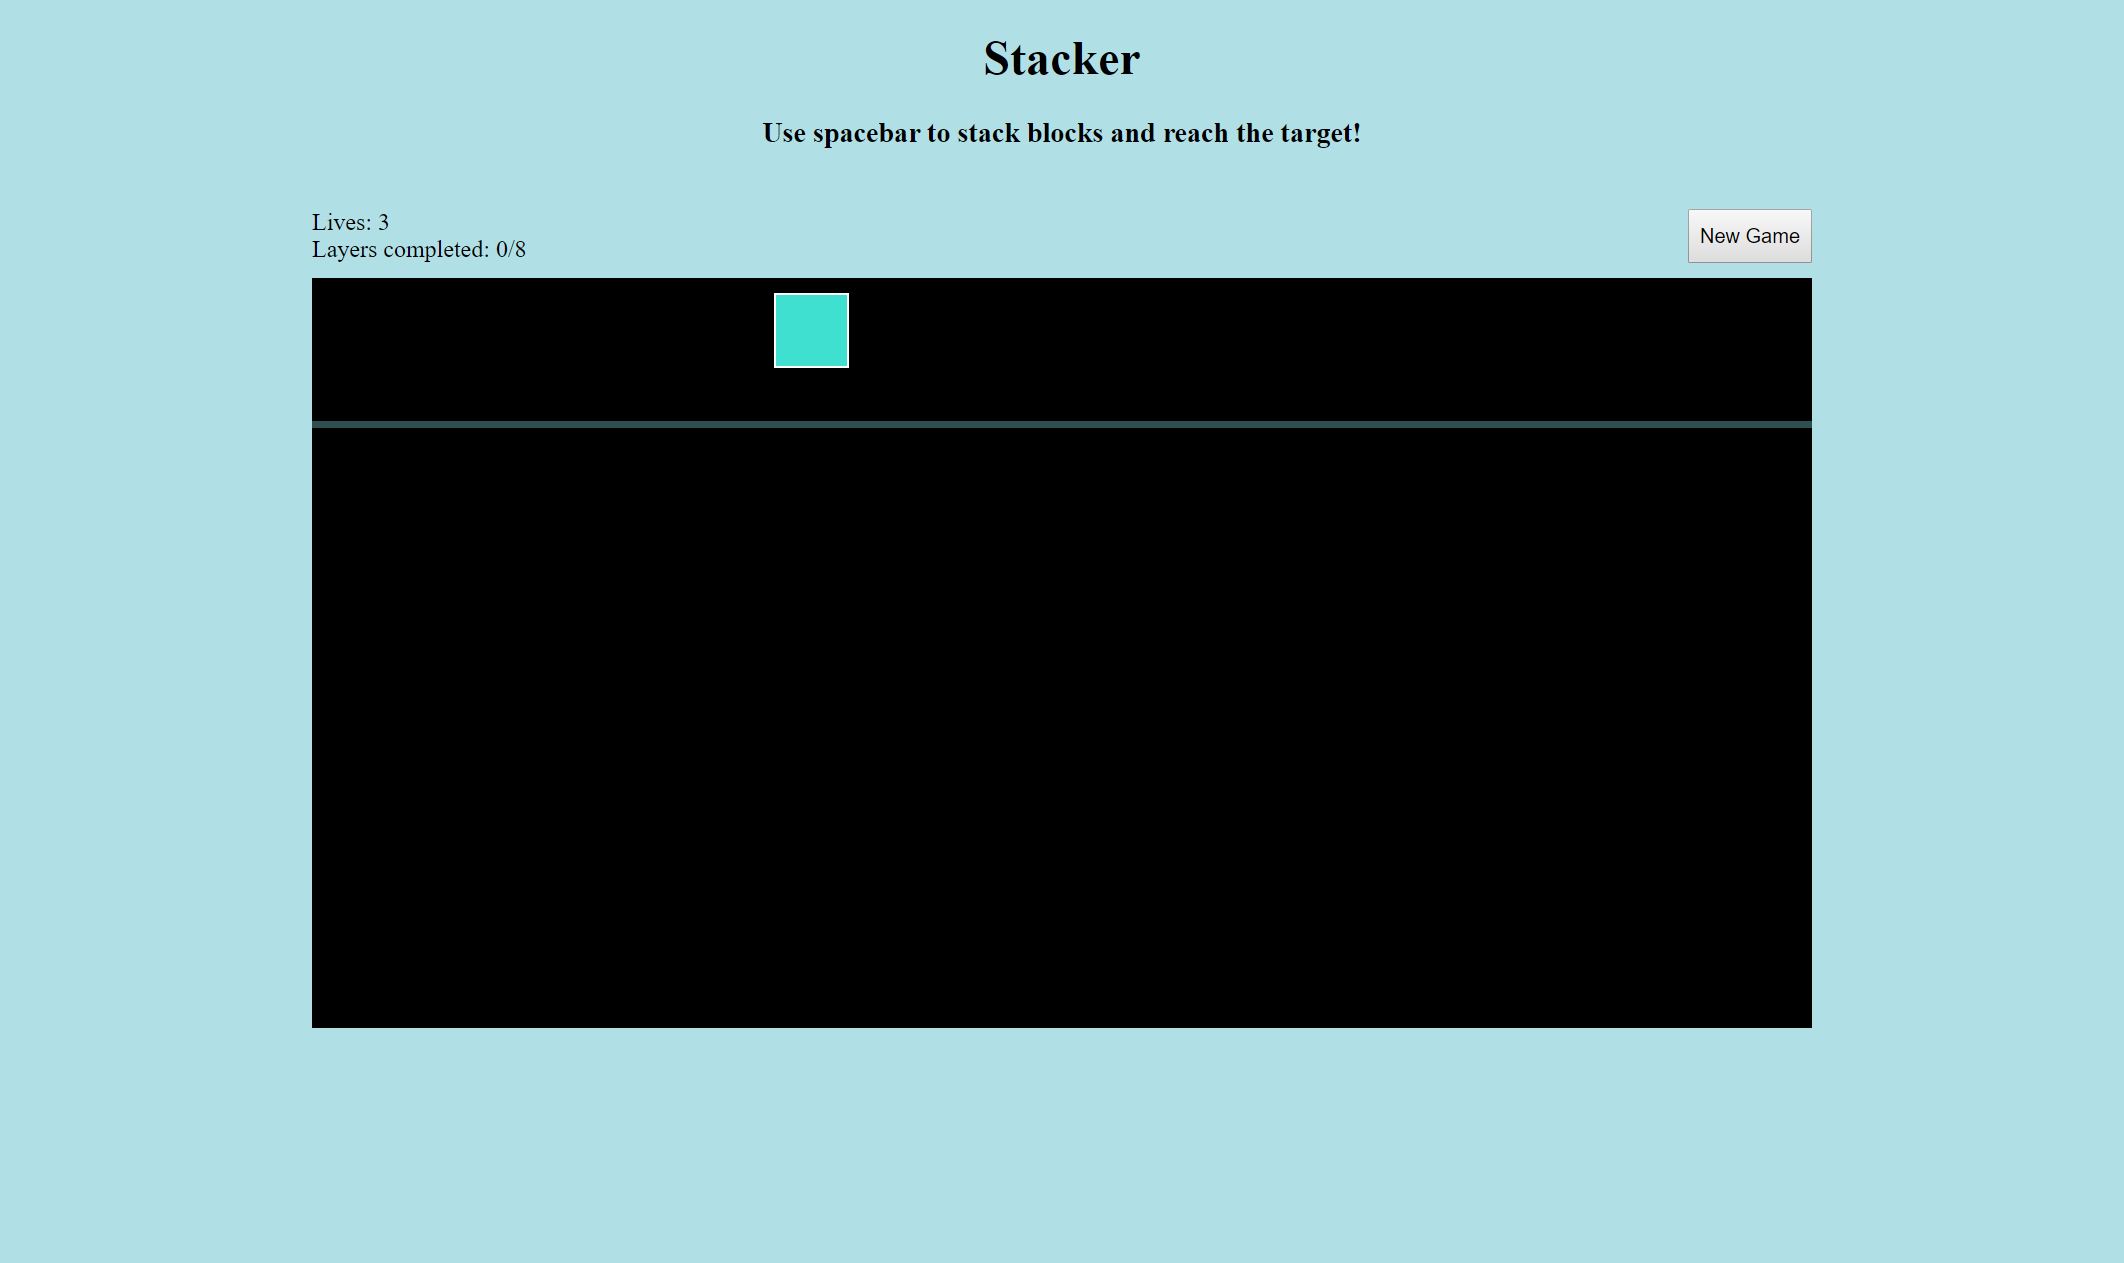 Stacker
Use spacebar to stack blocks and reach the target!
Lives: 3
Layers completed: 0/8
New Game